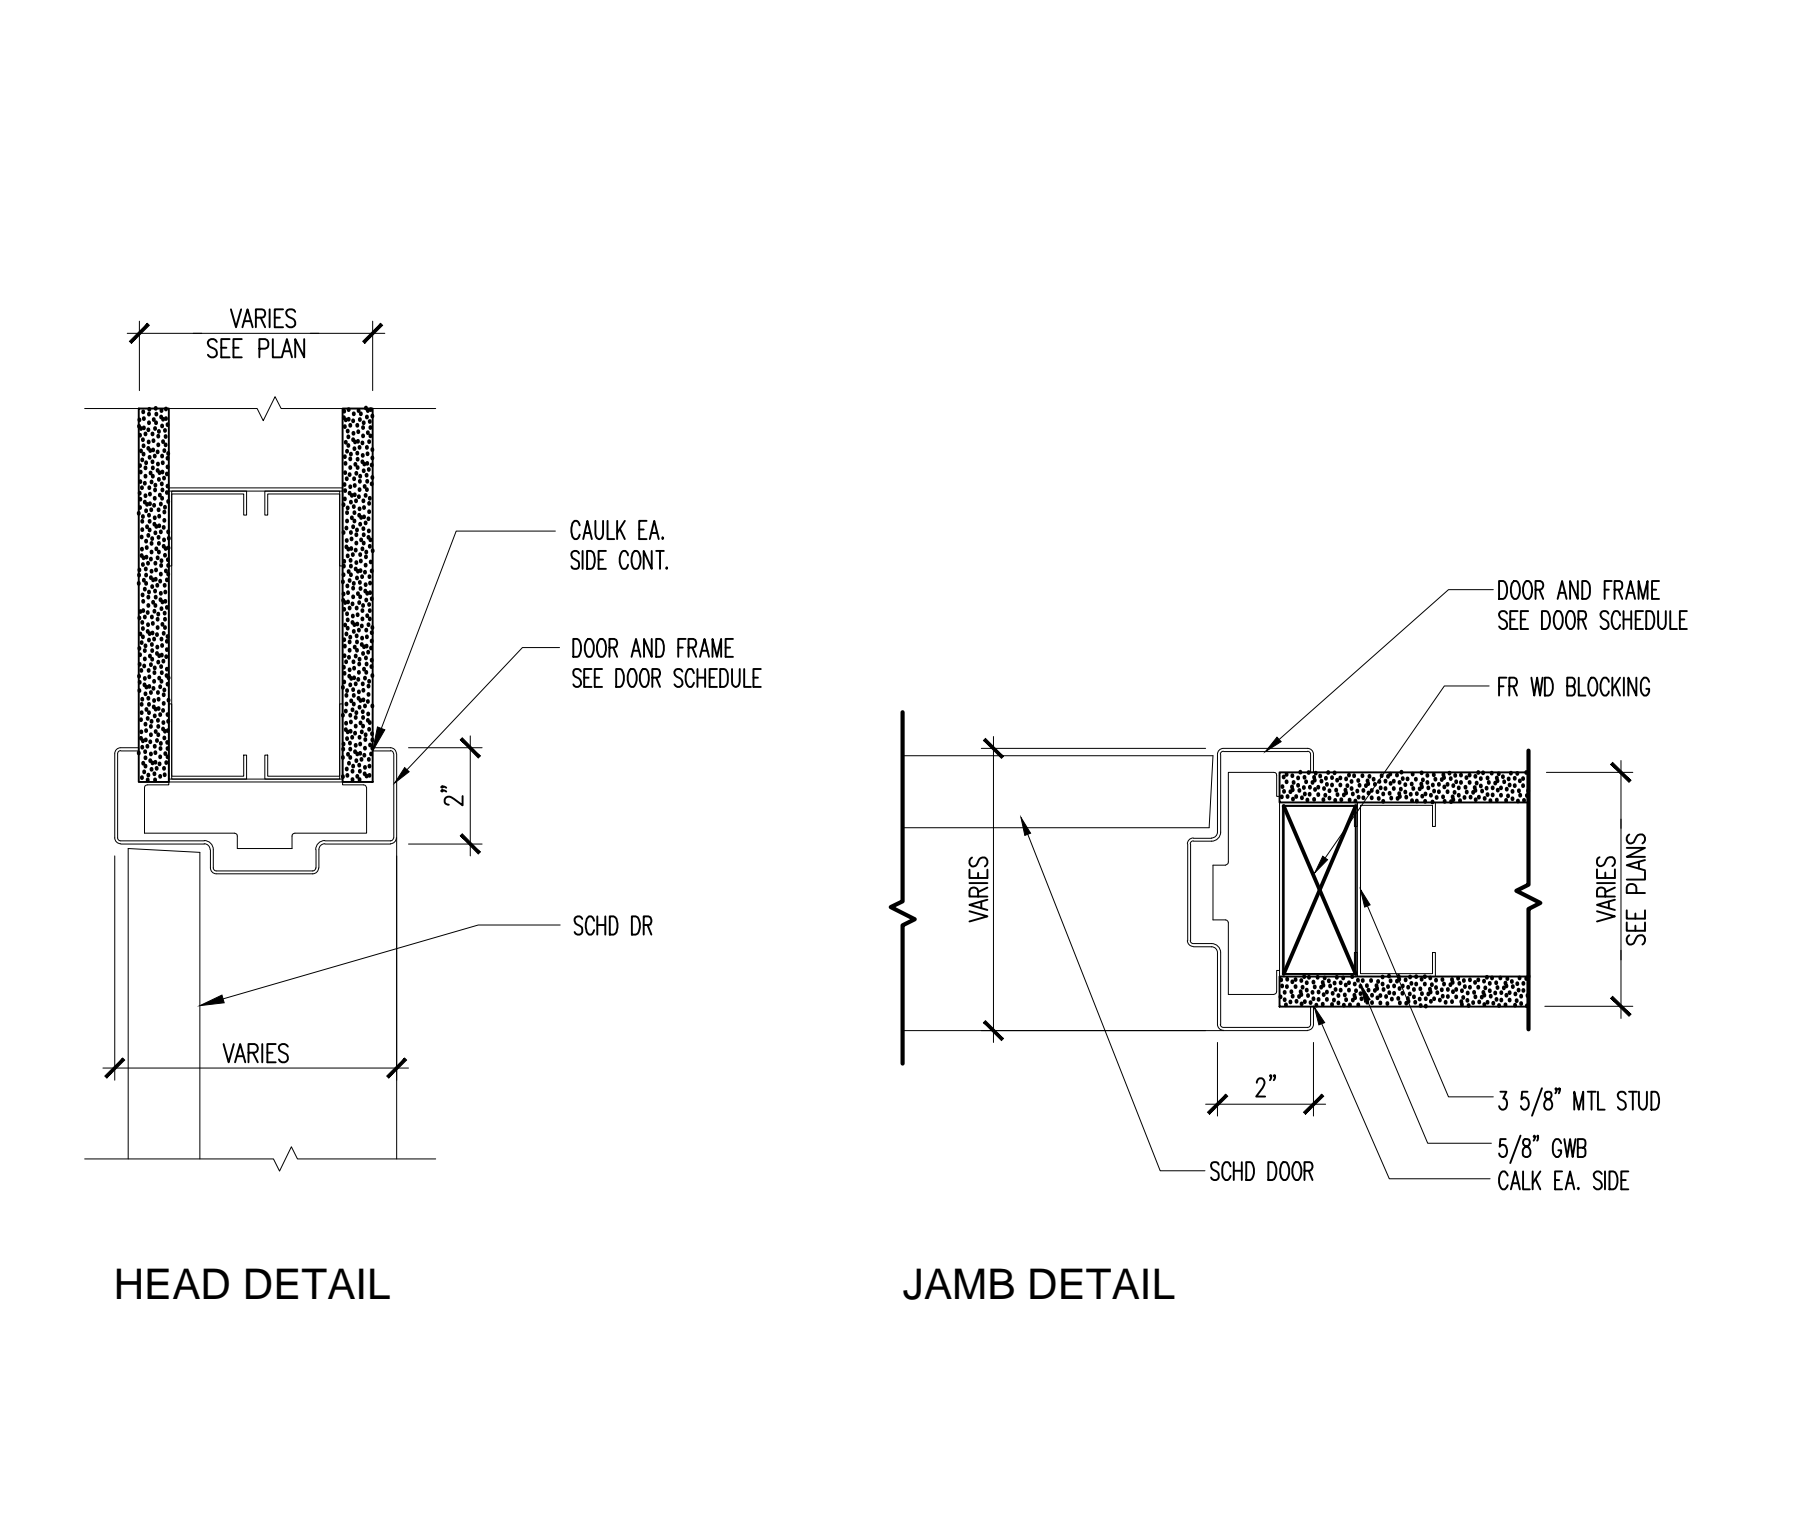 VARIES
SEE PLAN
CAULK EA.
SIDE CONT.
DOOR AND FRAME
SEE DOOR SCHEDULE
2"
SCHD DR
VARIES
HEAD DETAIL
DOOR AND FRAME
SEE DOOR SCHEDULE
FR WD BLOCKING
VARIES
VARIES
SEE PLANS
2"
3 5/8" MTL STUD
5/8" GWB
CALK EA. SIDE
SCHD DOOR
JAMB DETAIL